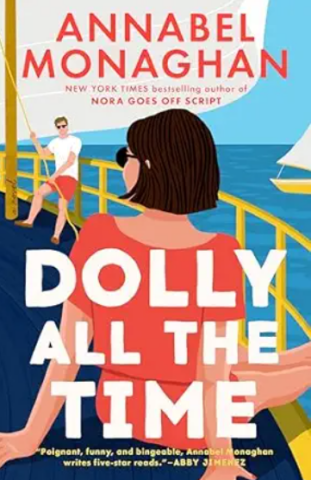 ANNABEL
MONAGHAN
NEW YORK TIMES bestselling author of
NORA GOES OFF SCRIPT
DOLLY
ALL THE
TIME
"Poignant, funny, and bingeable, Annabel Monaghan
writes five-star reads."—ABBY JIMENEZ